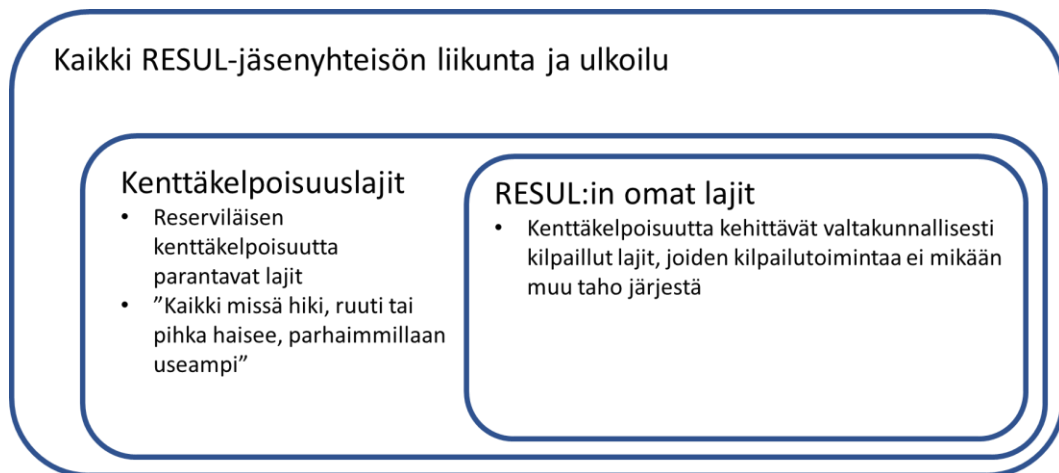 Kaikki RESUL-jäsenyhteisön liikunta ja ulkoilu
Kenttäkelpoisuuslajit
• Reserviläisen
kenttäkelpoisuutta
parantavat lajit
• ”Kaikki missä hiki, ruuti tai
pihka haisee, parhaimmillaan
useampi”
RESUL:in omat lajit
• Kenttäkelpoisuutta kehittävät valtakunnallisesti
kilpaillut lajit, joiden kilpailutoimintaa ei mikään
muu taho järjestä